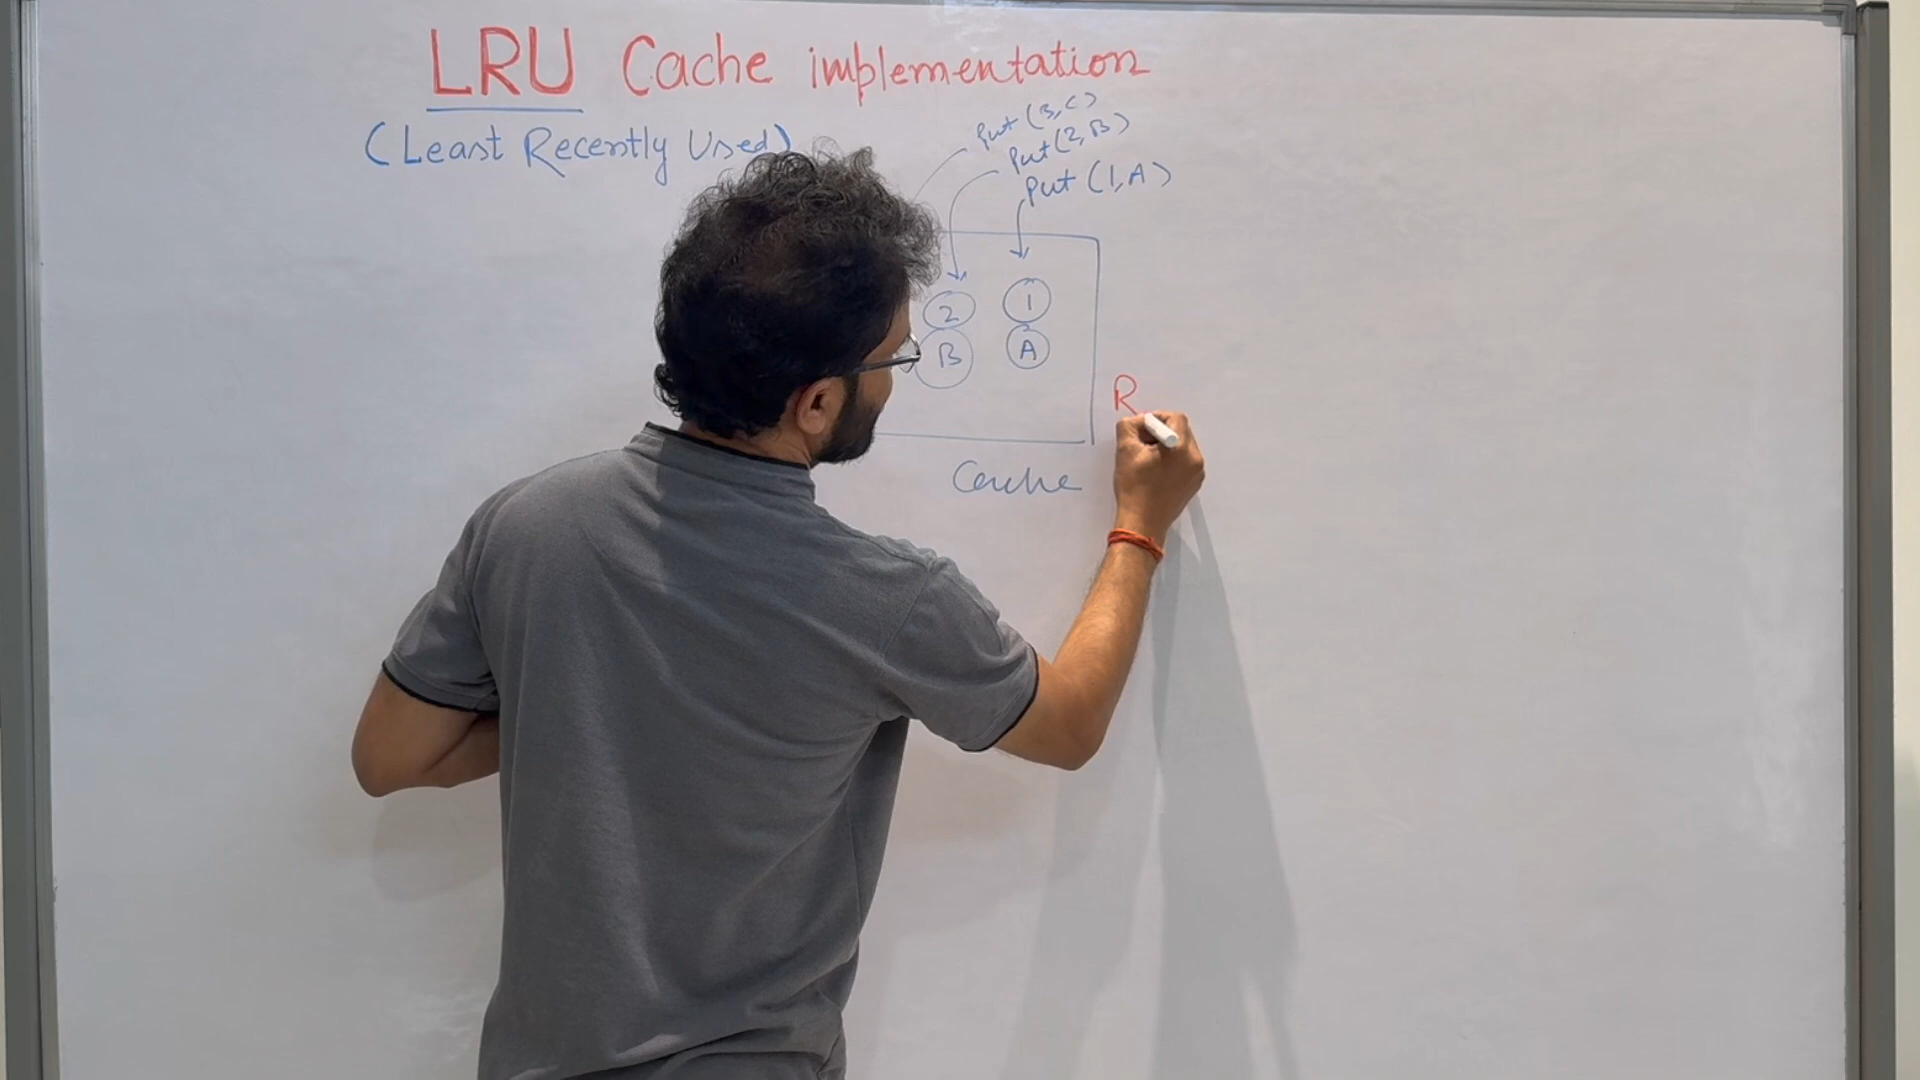 LRU Cache implementation
(Least Recently Used)
Put (3,C)
Put (2,B)
Put (1,A)
2 1
B A
R
Cache